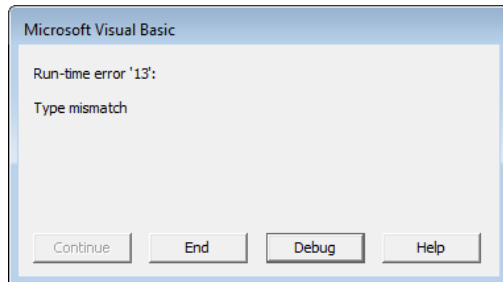 Microsoft Visual Basic
Run-time error '13':
Type mismatch
Continue End Debug Help